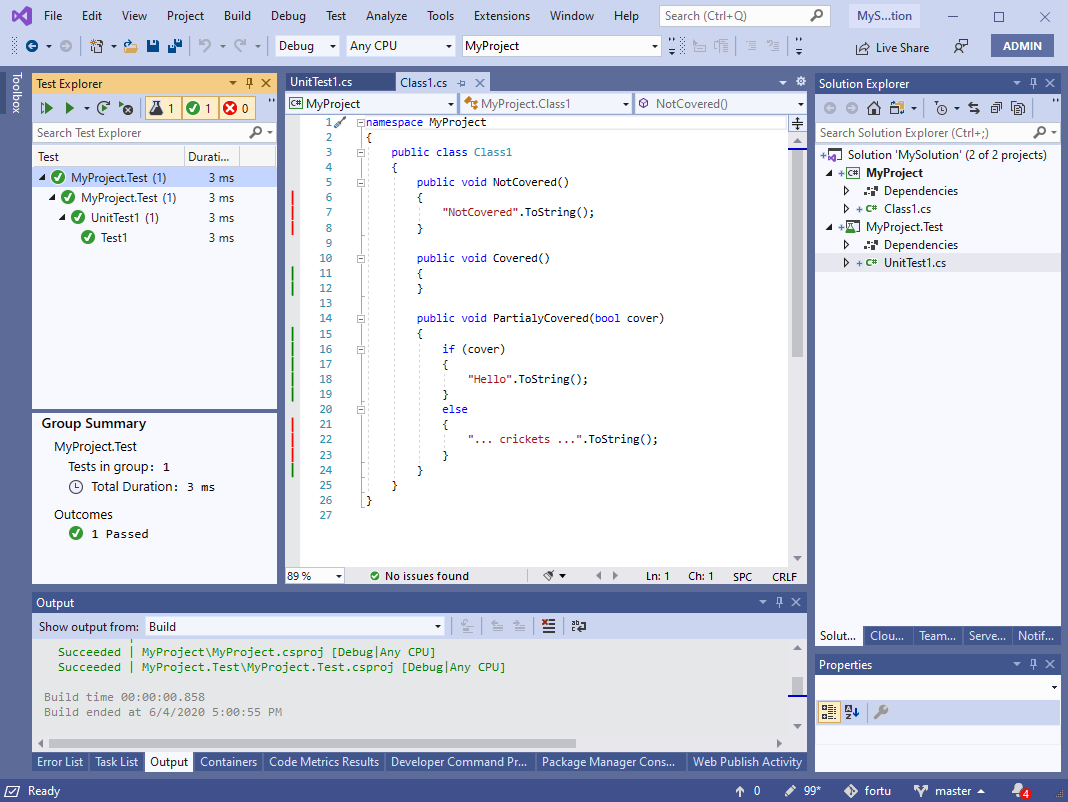 File Edit View Project Build Debug Test Analyze Tools Extensions Window Help Search (Ctrl+Q) MyS...tion
Debug Any CPU MyProject Live Share ADMIN
Toolbox
Test Explorer
1 1 0
Search Test Explorer
Test Durati...
MyProject.Test (1) 3 ms
MyProject.Test (1) 3 ms
UnitTest1 (1) 3 ms
Test1 3 ms
Group Summary
MyProject.Test
Tests in group: 1
Total Duration: 3 ms
Outcomes
1 Passed
UnitTest1.cs Class1.cs
C# MyProject MyProject.Class1 NotCovered()
1 namespace MyProject
2 {
3 public class Class1
4 {
5 public void NotCovered()
6 {
7 "NotCovered".ToString();
8 }
9
10 public void Covered()
11 {
12 }
13
14 public void PartialyCovered(bool cover)
15 {
16 if (cover)
17 {
18 "Hello".ToString();
19 }
20 else
21 {
22 "... crickets ...".ToString();
23 }
24 }
25 }
26 }
27
89 % No issues found Ln: 1 Ch: 1 SPC CRLF
Solution Explorer
Search Solution Explorer (Ctrl+;)
Solution 'MySolution' (2 of 2 projects)
C# MyProject
Dependencies
C# Class1.cs
MyProject.Test
Dependencies
C# UnitTest1.cs
Solut... Clou... Team... Serve... Notif...
Properties
Output
Show output from: Build
Succeeded | MyProject\MyProject.csproj [Debug|Any CPU]
Succeeded | MyProject.Test\MyProject.Test.csproj [Debug|Any CPU]
Build time 00:00:00.858
Build ended at 6/4/2020 5:00:55 PM
Error List Task List Output Containers Code Metrics Results Developer Command Pr... Package Manager Cons... Web Publish Activity
Ready 0 99* fortu master 4